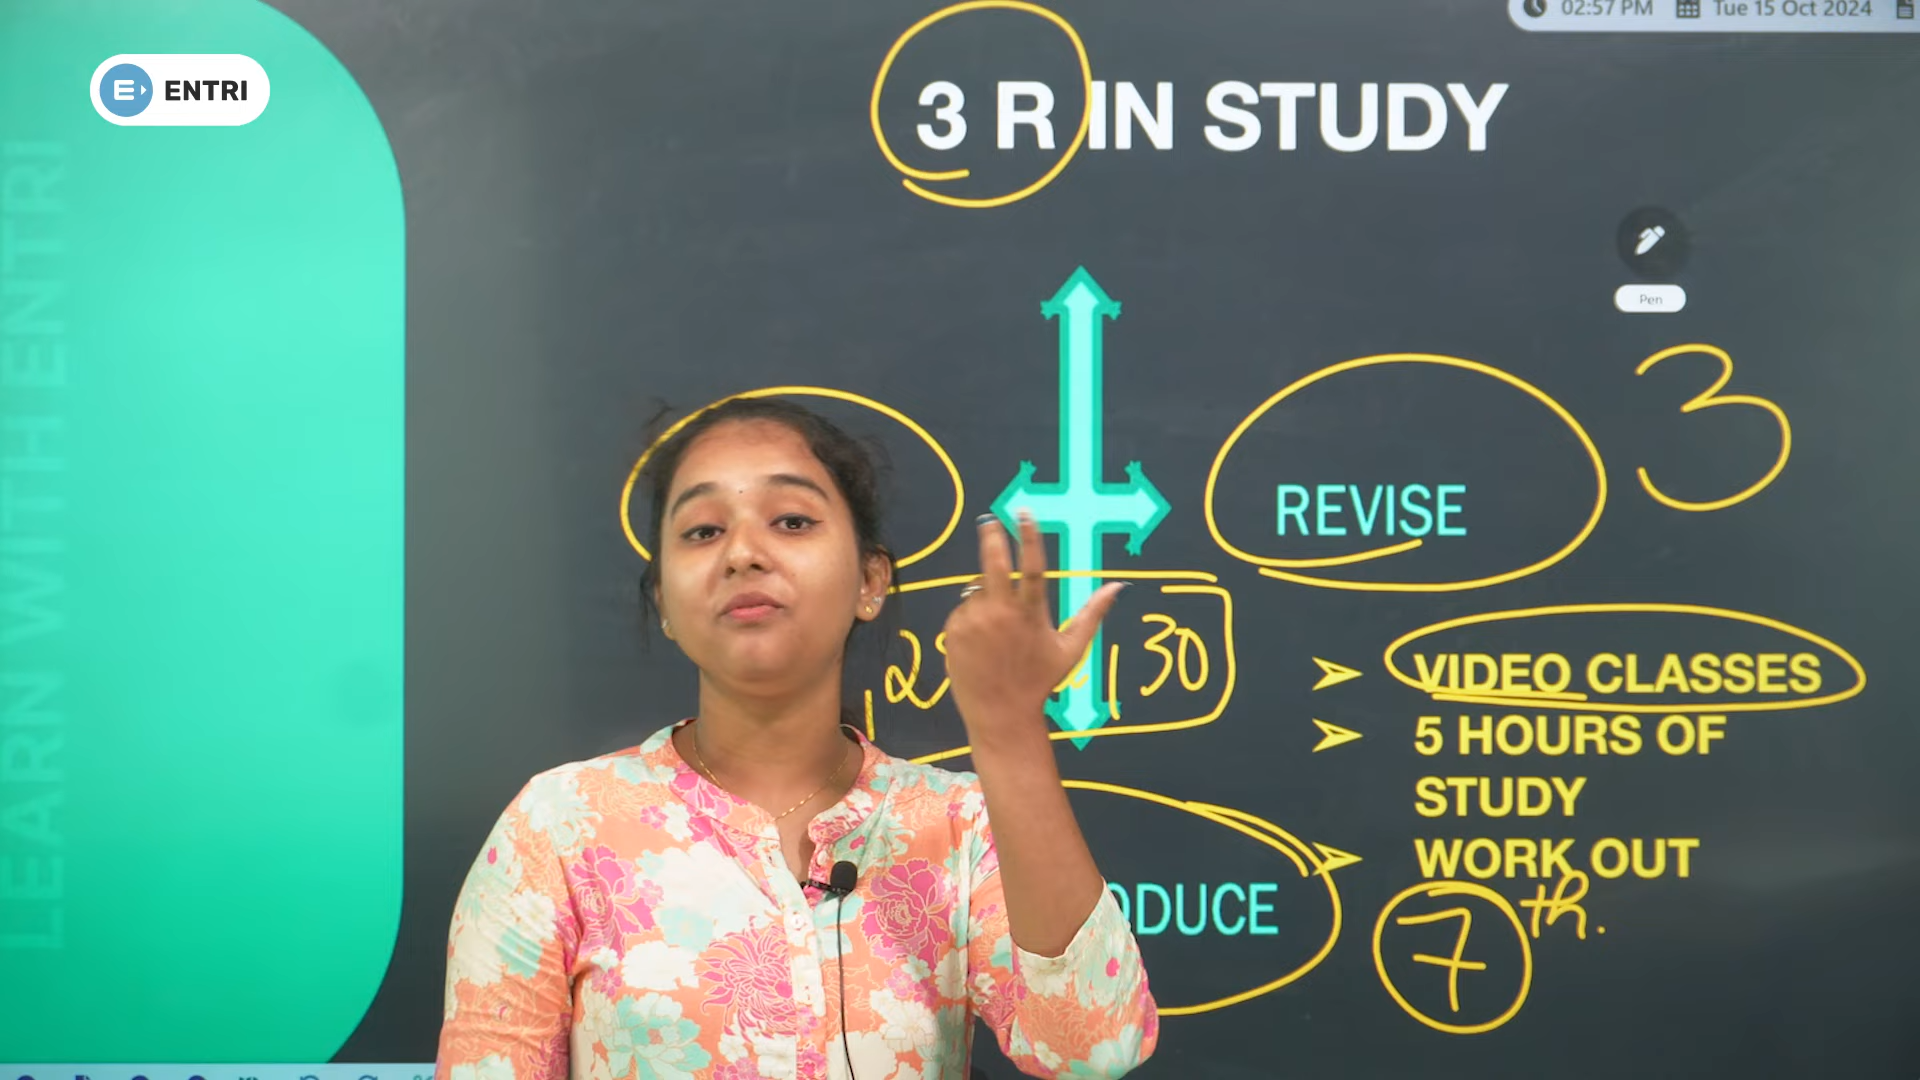 02:57 PM Tue 15 Oct 2024
ENTRI
3 R IN STUDY
LEARN WITH ENTRI
Pen
3
REVISE
30
VIDEO CLASSES
5 HOURS OF
STUDY
WORK OUT
DUCE
7th.